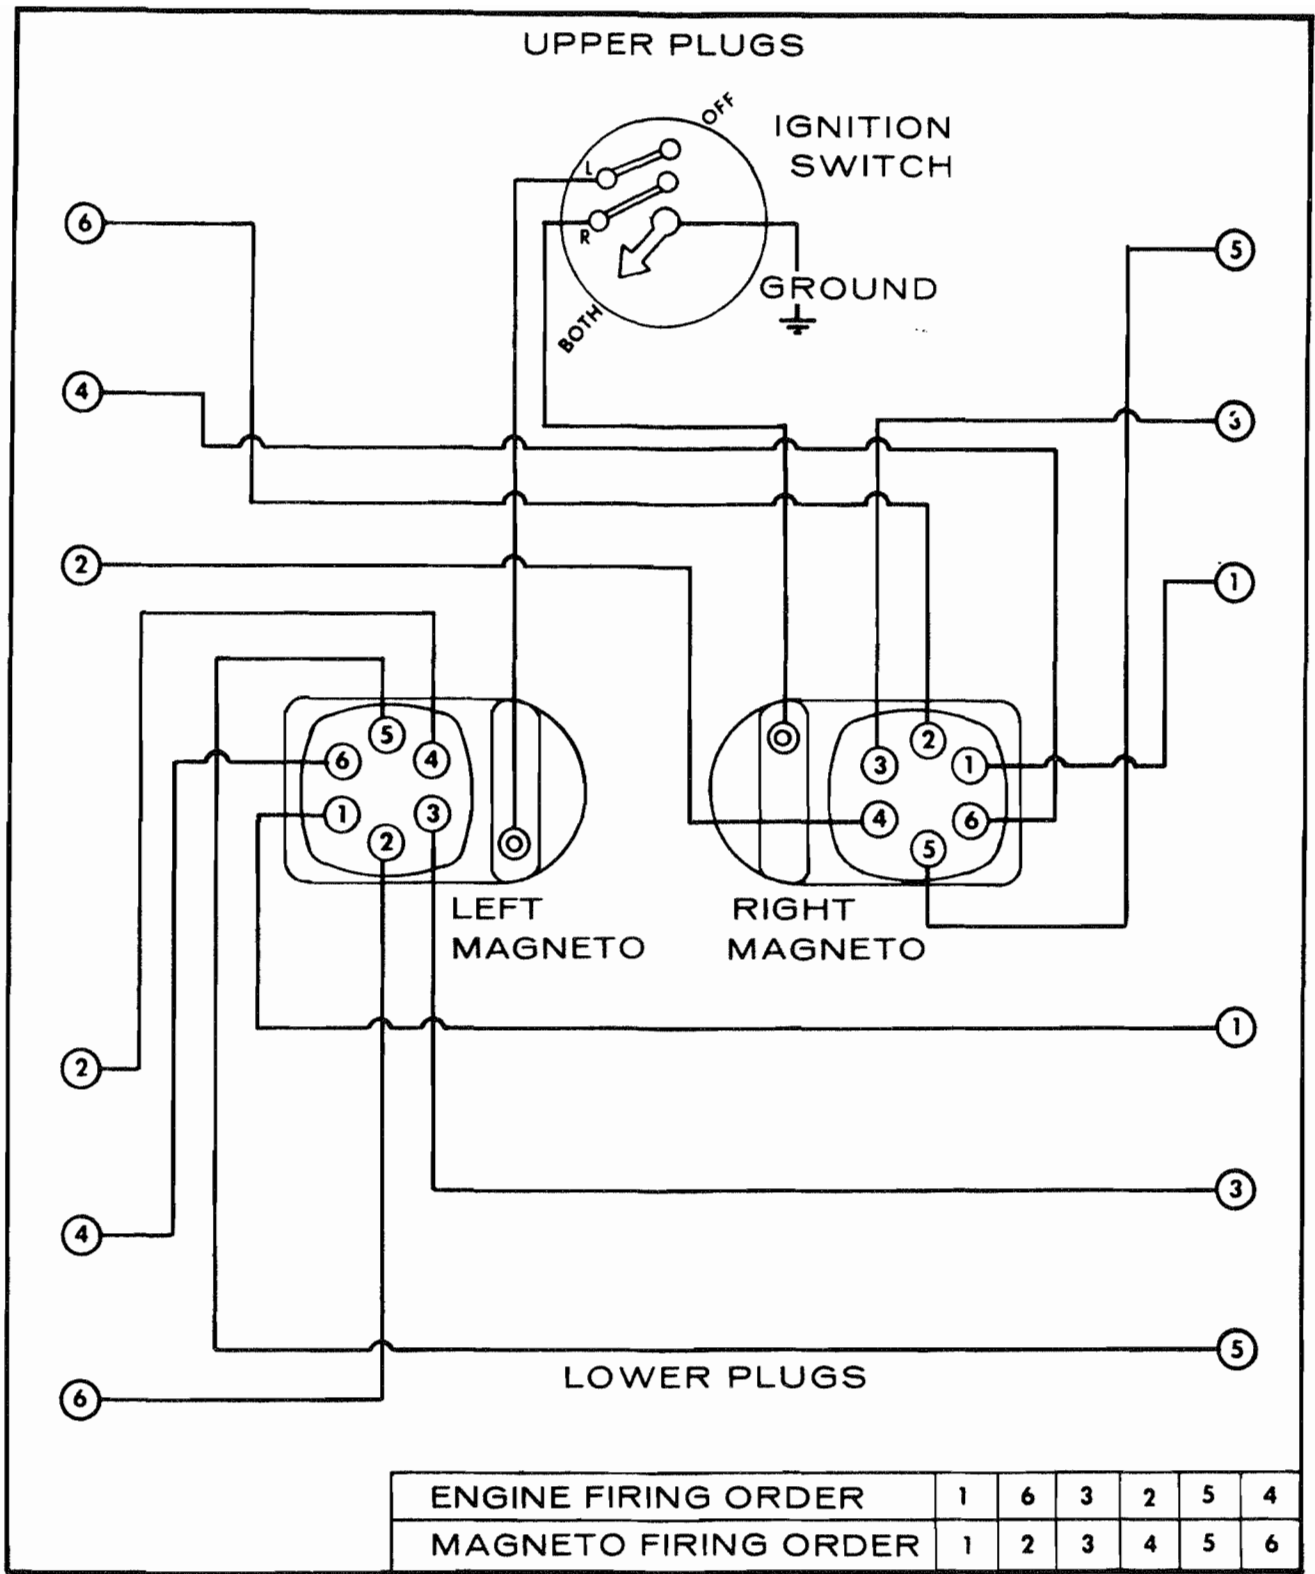 UPPER PLUGS
OFF
IGNITION
SWITCH
L
6
R
5
GROUND
BOTH
4
3
2
1
5
6
4
1
3
2
2
3
1
4
6
5
LEFT
MAGNETO
RIGHT
MAGNETO
1
2
3
4
5
LOWER PLUGS
6
ENGINE FIRING ORDER 1 6 3 2 5 4
MAGNETO FIRING ORDER 1 2 3 4 5 6